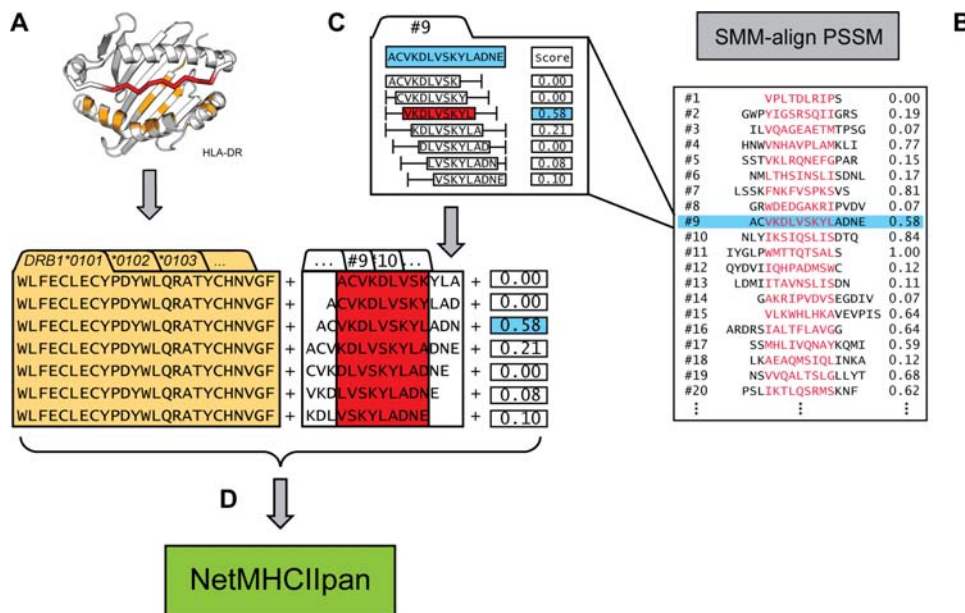 A
HLA-DR
C
#9
ACVKDLVSKYLADNE Score
ACVKDLVSK 0.00
CVKDLVSKY 0.00
VKDLVSKYL 0.58
KDLVSKYLA 0.21
DLVSKYLAD 0.00
LVSKYLADN 0.08
VSKYLADNE 0.10
B
SMM-align PSSM
#1 VPLTDLRIPS 0.00
#2 GWPYIGSRSQIIGRS 0.19
#3 ILVQAGEAETMTPSG 0.07
#4 HNWVNHAVPLAMKLI 0.77
#5 SSTVKLRQNEFGPAR 0.15
#6 NMLTHSINSLISDNL 0.17
#7 LSSKFNKFVSPKSVS 0.81
#8 GRWDEDGAKRIPVDV 0.07
#9 ACVKDLVSKYLADNE 0.58
#10 NLYIKSIQSLISDTQ 0.84
#11 IYGLPWMTTQTSALS 1.00
#12 QYDVIIQHPADMSWC 0.12
#13 LDMIITAVNSLISDN 0.11
#14 GAKRIPVDVSEGDIV 0.07
#15 VLKWHLHKAVEVPIS 0.64
#16 ARDRSIALTFLAVGG 0.64
#17 SSMHLIVQNAYKQMI 0.59
#18 LKAEAQMSIQLINKA 0.12
#19 NSVVQALTSLGLLYT 0.68
#20 PSLIKTLQSRMSKNF 0.62
DRB1*0101 *0102 *0103 ...
... #9 #10 ...
WLFECLECYPDYWLQRATYCHNVGF + ACVKDLVSKYLA + 0.00
WLFECLECYPDYWLQRATYCHNVGF + ACVKDLVSKYLAD + 0.00
WLFECLECYPDYWLQRATYCHNVGF + ACVKDLVSKYLADN + 0.58
WLFECLECYPDYWLQRATYCHNVGF + ACVKDLVSKYLADNE + 0.21
WLFECLECYPDYWLQRATYCHNVGF + CVKDLVSKYLADNE + 0.00
WLFECLECYPDYWLQRATYCHNVGF + VKDLVSKYLADNE + 0.08
WLFECLECYPDYWLQRATYCHNVGF + KDLVSKYLADNE + 0.10
D
NetMHCIIpan